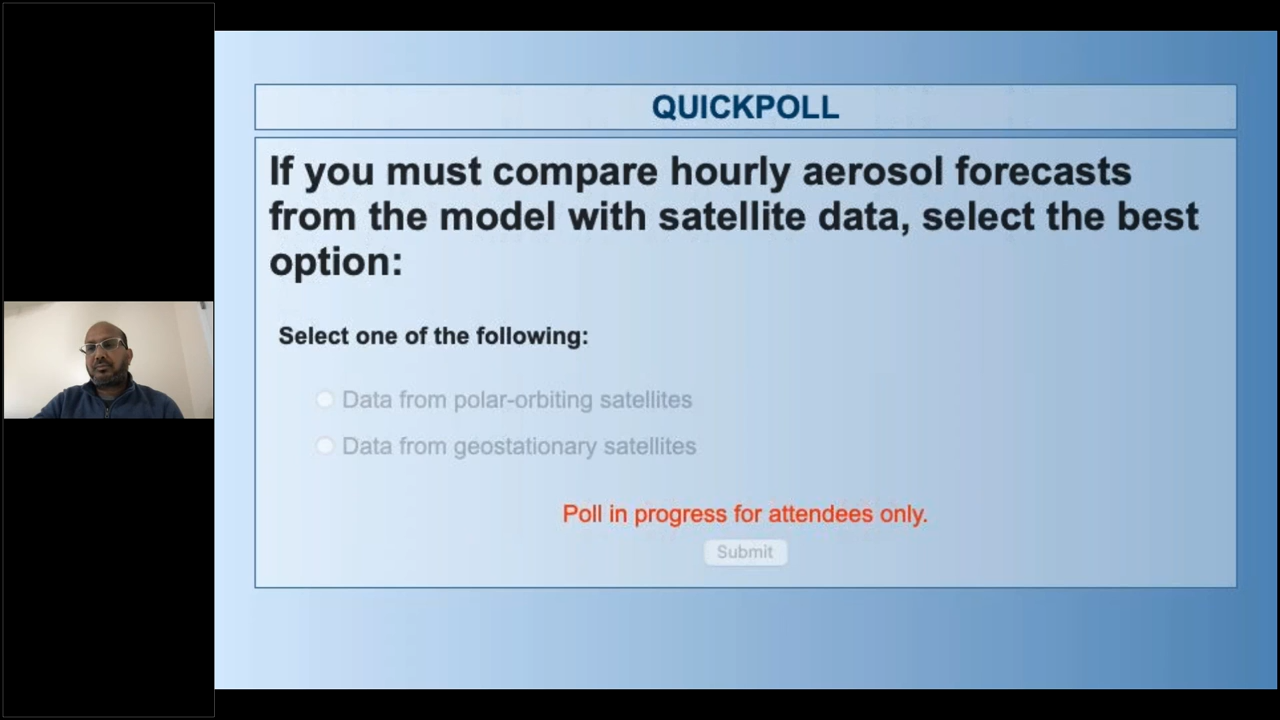 QUICKPOLL
If you must compare hourly aerosol forecasts
from the model with satellite data, select the best
option:
Select one of the following:
Data from polar-orbiting satellites
Data from geostationary satellites
Poll in progress for attendees only.
Submit